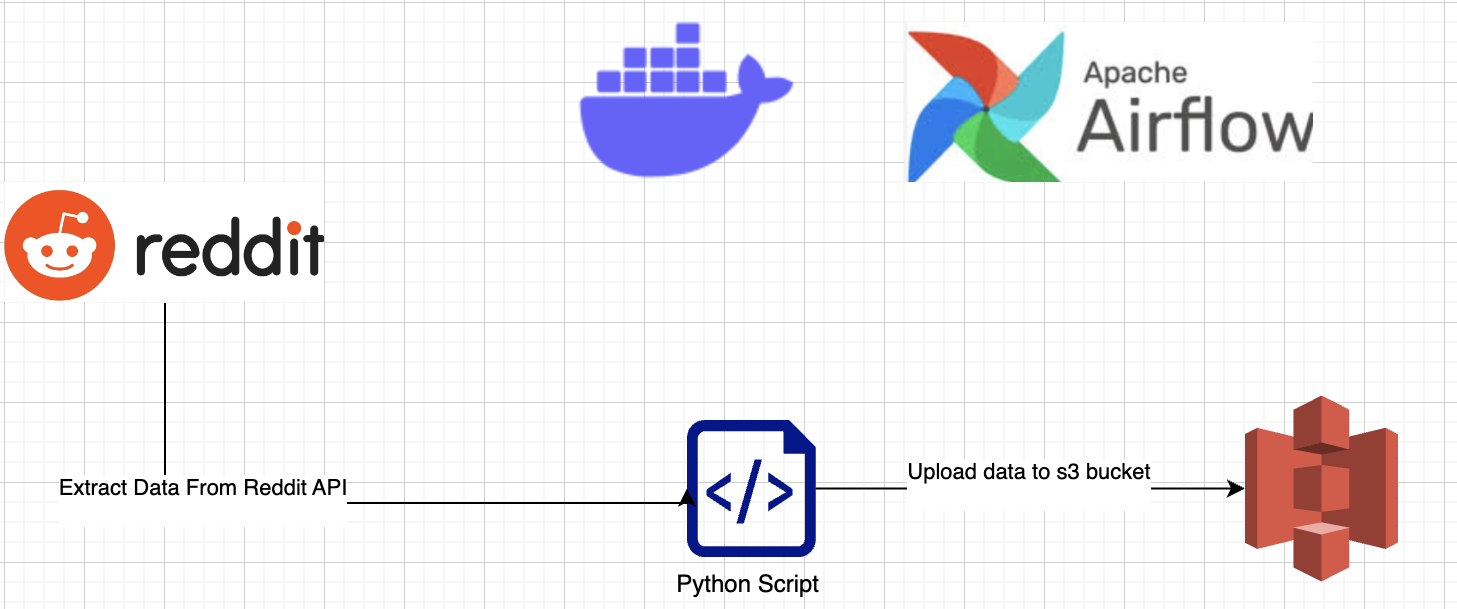 Apache
Airflow
reddit
Extract Data From Reddit API
</>
Upload data to s3 bucket
Python Script